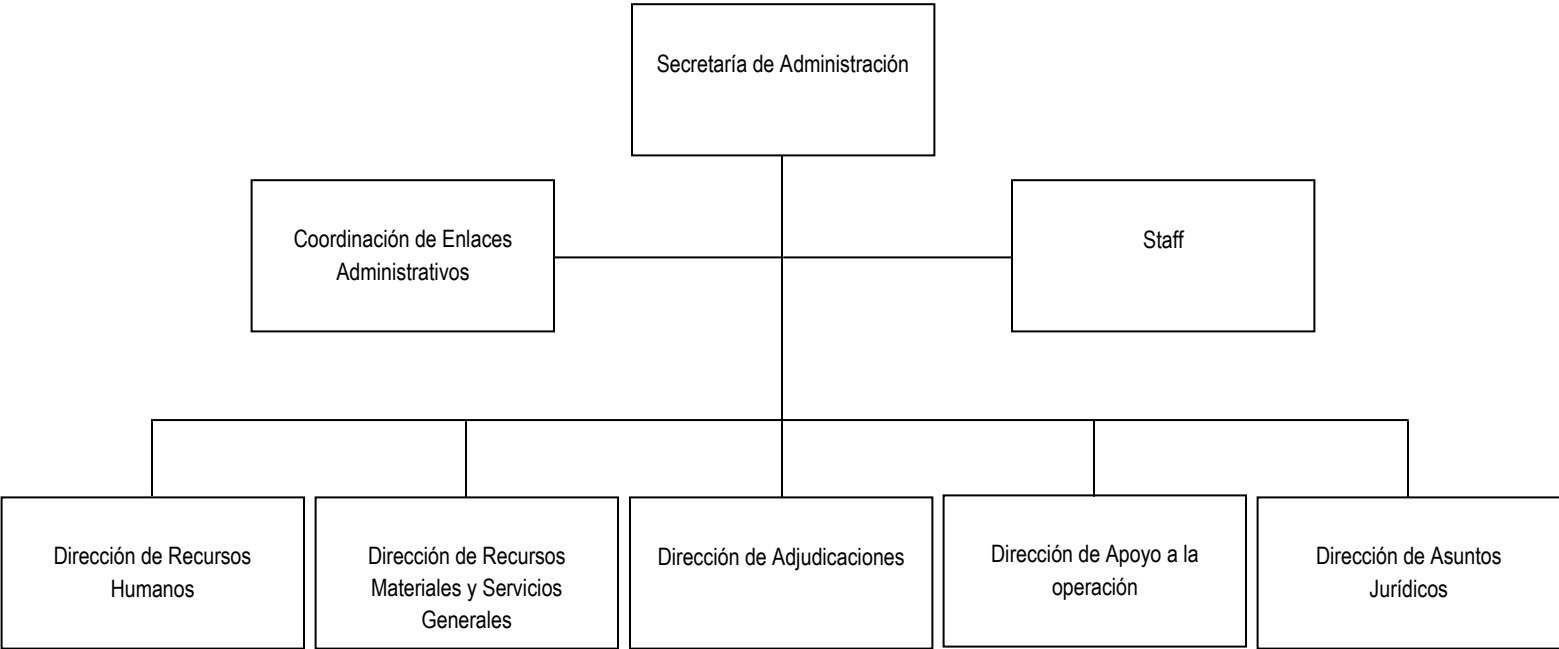 Secretaría de Administración
Coordinación de Enlaces
Administrativos
Staff
Dirección de Recursos
Humanos
Dirección de Recursos
Materiales y Servicios
Generales
Dirección de Adjudicaciones
Dirección de Apoyo a la
operación
Dirección de Asuntos
Jurídicos